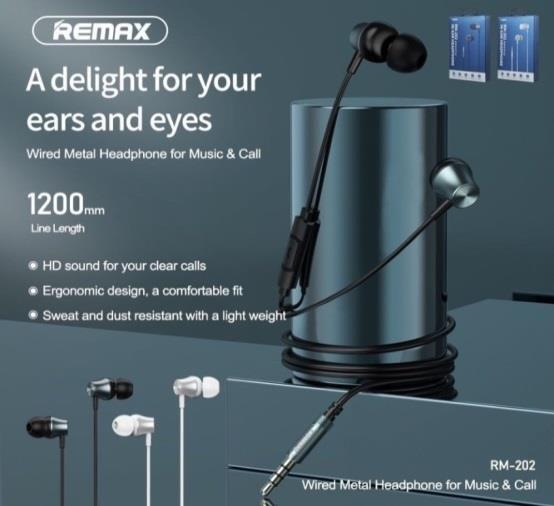 REMAX
A delight for your
ears and eyes
Wired Metal Headphone for Music & Call
1200mm
Line Length
HD sound for your clear calls
Ergonomic design, a comfortable fit
Sweat and dust resistant with a light weight
RM-202
Wired Metal Headphone for Music & Call